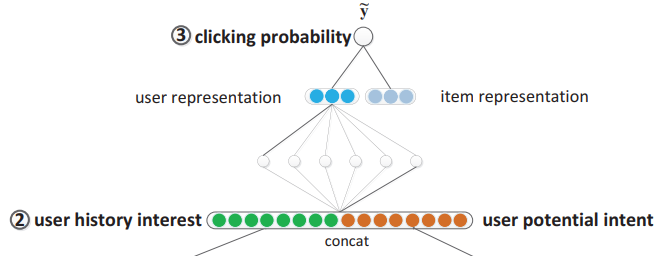 ỹ
③ clicking probability
user representation
item representation
② user history interest
user potential intent
concat